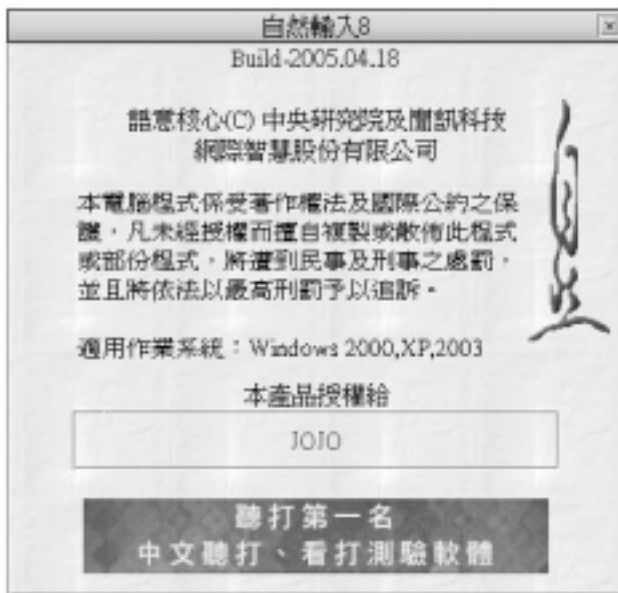 自然輸入8
Build-2005.04.18
語意核心(C) 中央研究院及閱訊科技
網際智慧股份有限公司
本電腦程式係受著作權法及國際公約之保
護，凡未經授權而擅自複製或散佈此程式
或部份程式，將遭到民事及刑事之處罰，
並且將依法以最高刑罰予以追訴。
適用作業系統：Windows 2000,XP,2003
本產品授權給
JOJO
聽打第一名
中文聽打、看打測驗軟體
自然